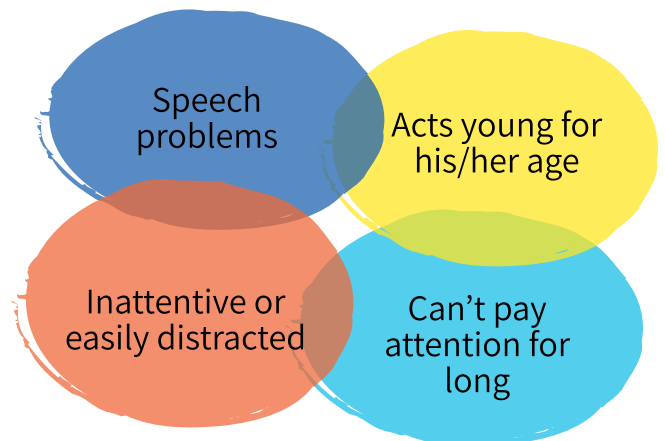 Speech
problems
Acts young for
his/her age
Inattentive or
easily distracted
Can’t pay
attention for
long